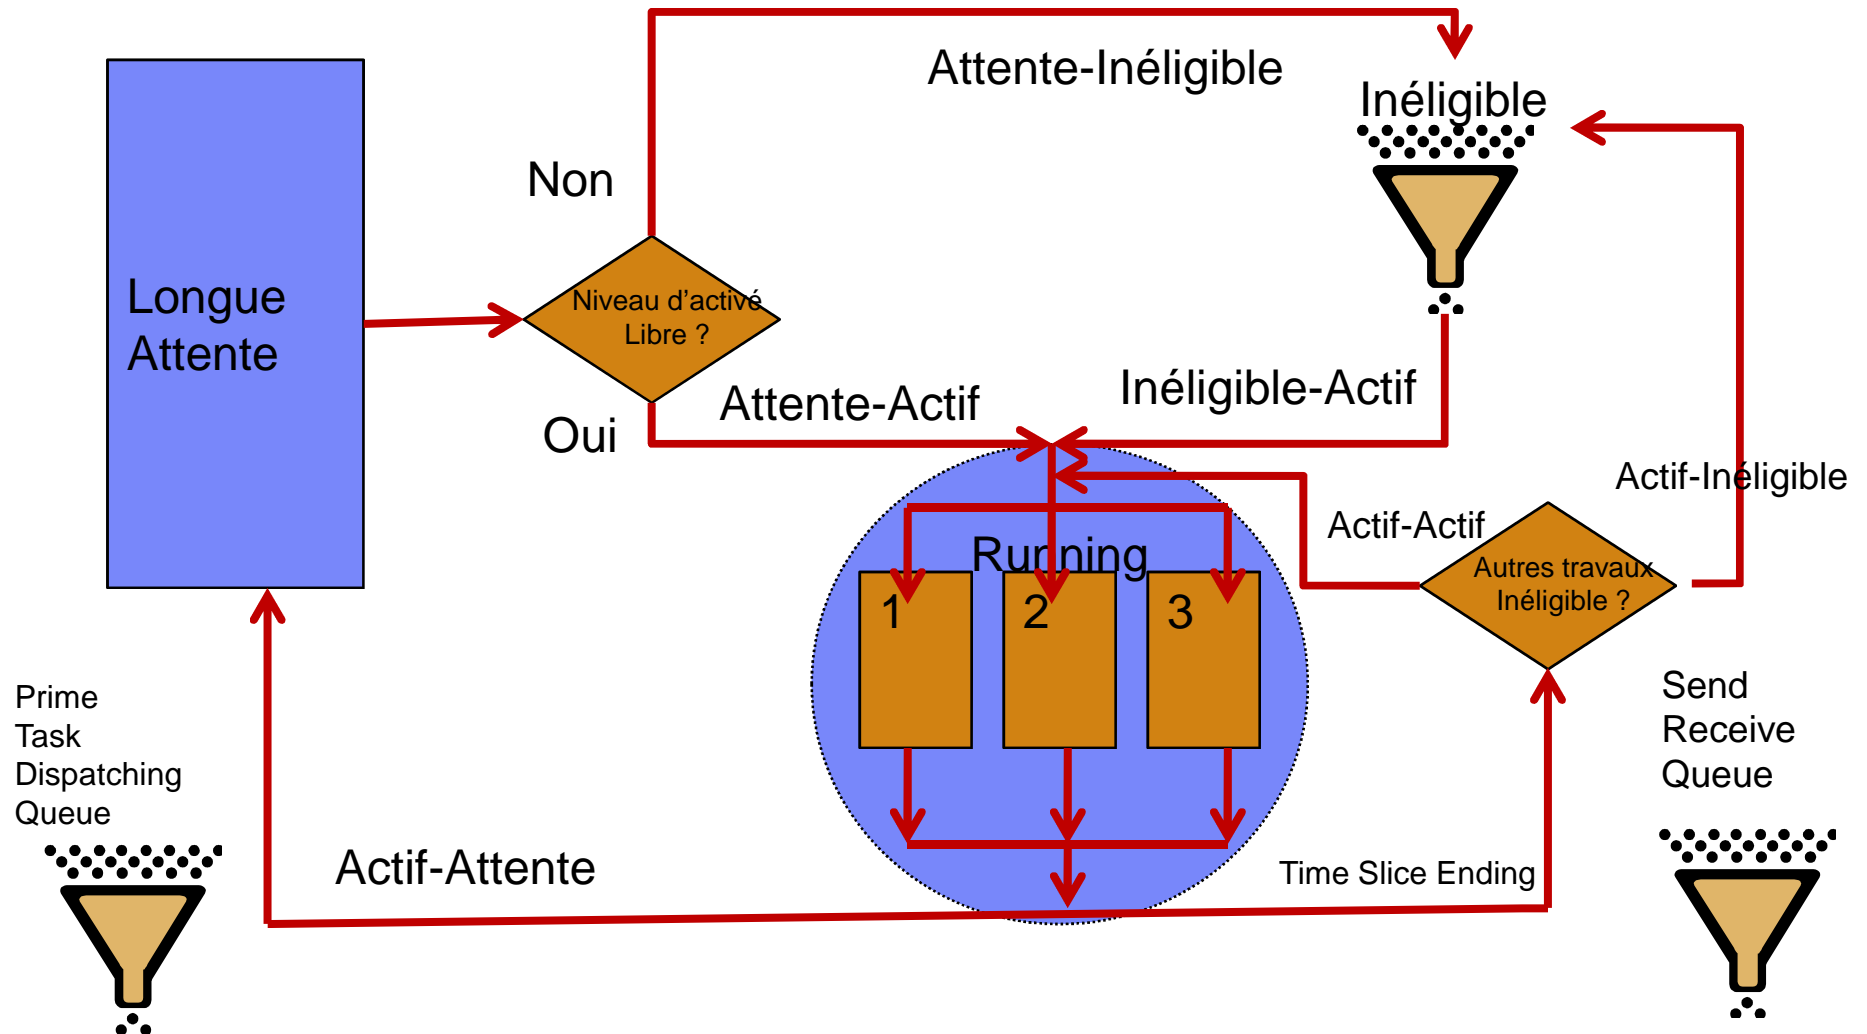 Attente-Inéligible
Inéligible
Non
Longue
Attente
Niveau d'activé
Libre ?
Attente-Actif
Inéligible-Actif
Oui
Actif-Inéligible
Actif-Actif
Running
Autres travaux
Inéligible ?
1
2
3
Prime
Task
Dispatching
Queue
Send
Receive
Queue
Actif-Attente
Time Slice Ending